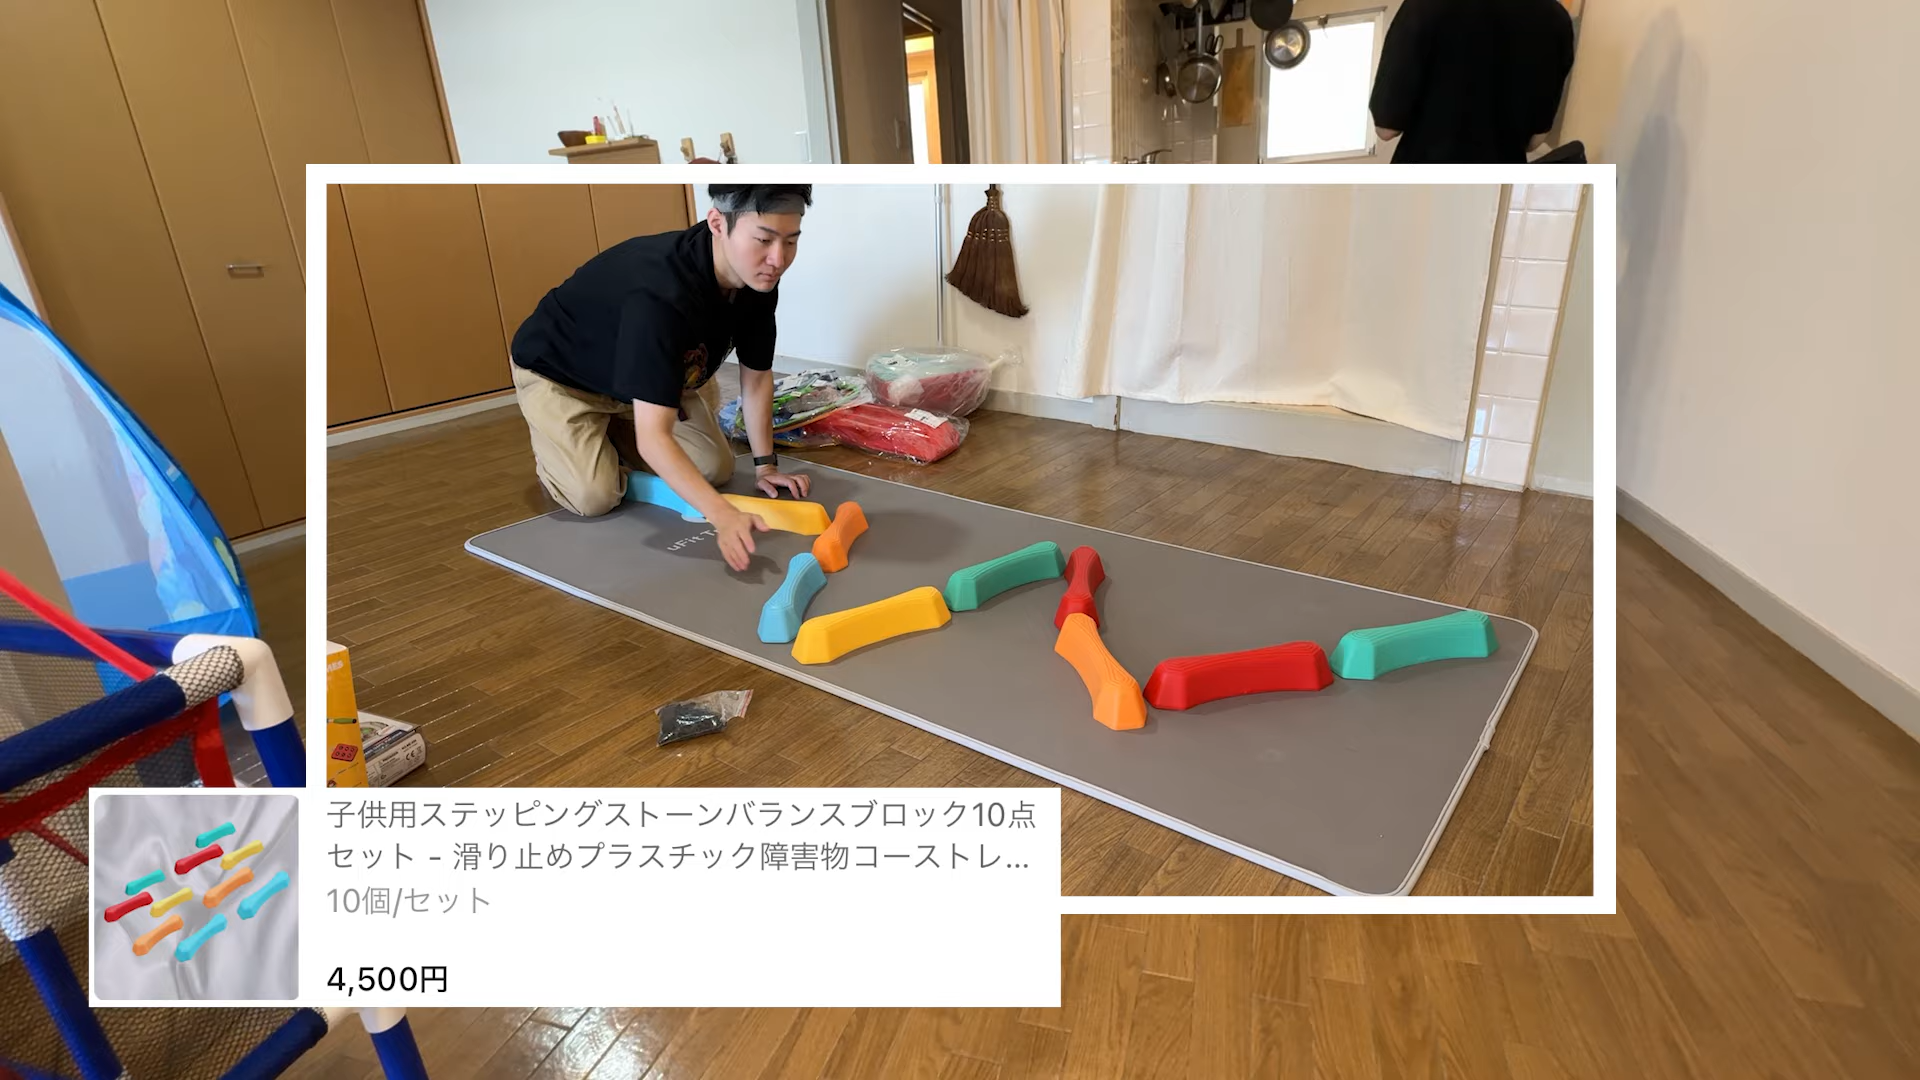 uFit
子供用ステッピングストーンバランスブロック10点
セット - 滑り止めプラスチック障害物コーストレ...
10個/セット
4,500円